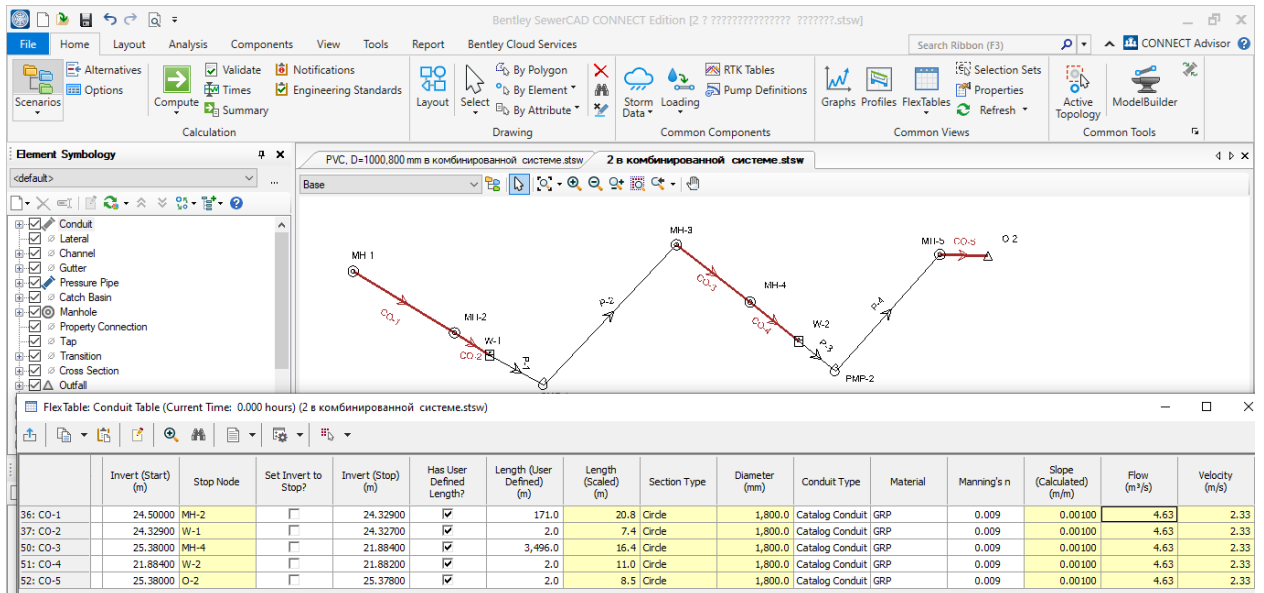 Bentley SewerCAD CONNECT Edition [2 ? ??????????????? ???????.stsw]
File Home Layout Analysis Components View Tools Report Bentley Cloud Services Search Ribbon (F3) CONNECT Advisor
Scenarios
Alternatives
Options
Compute
Validate
Times
Summary
Notifications
Engineering Standards
Calculation
Layout
Select
By Polygon
By Element
By Attribute
Drawing
Storm Data
Loading
RTK Tables
Pump Definitions
Common Components
Graphs Profiles FlexTables
Selection Sets
Properties
Refresh
Common Views
Active Topology
ModelBuilder
Common Tools
Element Symbology
<default>
...
Conduit
Lateral
Channel
Gutter
Pressure Pipe
Catch Basin
Manhole
Property Connection
Tap
Transition
Cross Section
Outfall
PVC, D=1000,800 mm в комбинированной системе.stsw
2 в комбинированной системе.stsw
Base
MH 1
CO-1
MH-2
CO-2
W-1
P-1
P-2
MH-3
CO-3
MH-4
CO-4
W-2
P-3
PMP-2
P-4
MH-5
CO-5
O 2
FlexTable: Conduit Table (Current Time: 0.000 hours) (2 в комбинированной системе.stsw)
Invert (Start) (m) Stop Node Set Invert to Stop? Invert (Stop) (m) Has User Defined Length? Length (User Defined) (m) Length (Scaled) (m) Section Type Diameter (mm) Conduit Type Material Manning's n Slope (Calculated) (m/m) Flow (m³/s) Velocity (m/s)
36: CO-1 24.50000 MH-2 24.32900 171.0 20.8 Circle 1,800.0 Catalog Conduit GRP 0.009 0.00100 4.63 2.33
37: CO-2 24.32900 W-1 24.32700 2.0 7.4 Circle 1,800.0 Catalog Conduit GRP 0.009 0.00100 4.63 2.33
50: CO-3 25.38000 MH-4 21.88400 3,496.0 16.4 Circle 1,800.0 Catalog Conduit GRP 0.009 0.00100 4.63 2.33
51: CO-4 21.88400 W-2 21.88200 2.0 11.0 Circle 1,800.0 Catalog Conduit GRP 0.009 0.00100 4.63 2.33
52: CO-5 25.38000 O-2 25.37800 2.0 8.5 Circle 1,800.0 Catalog Conduit GRP 0.009 0.00100 4.63 2.33